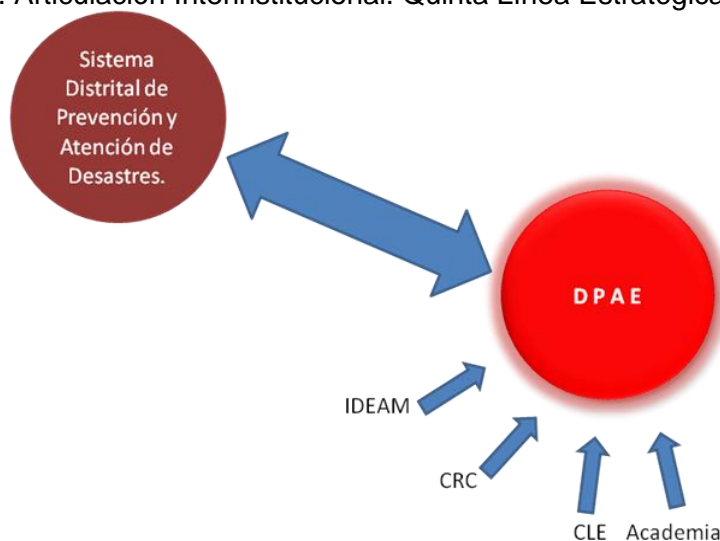 . Articulación Interinstitucional. Quinta Línea Estratégica
Sistema
Distrital de
Prevención y
Atención de
Desastres.
DPAE
IDEAM
CRC
CLE
Academia